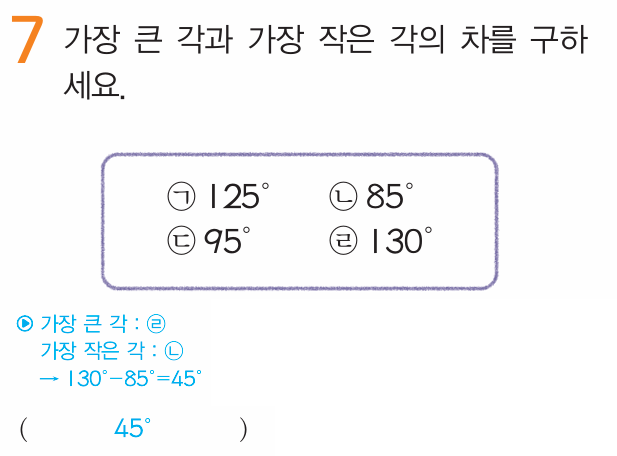 7 가장 큰 각과 가장 작은 각의 차를 구하
세요.
㉠ 125° ㉡ 85°
㉢ 95° ㉣ 130°
가장 큰 각 : ㉣
가장 작은 각 : ㉡
→ 130°−85°=45°
( 45° )